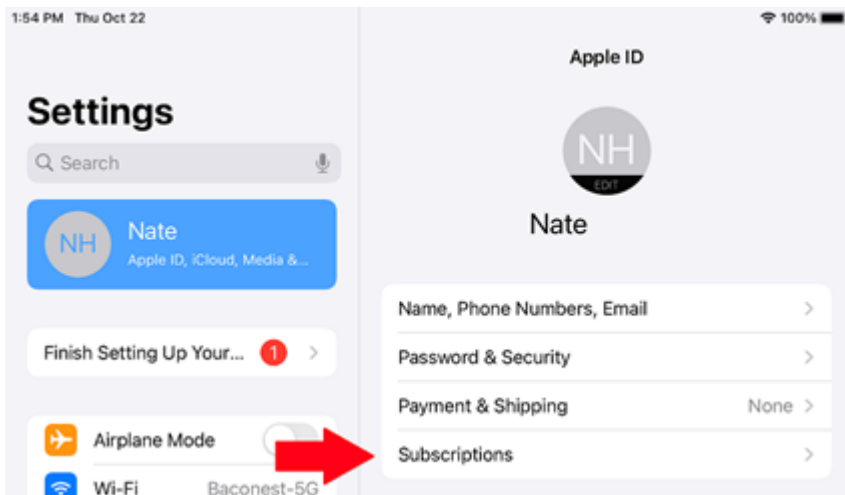 1:54 PM Thu Oct 22
100%
Settings
Search
NH
Nate
Apple ID, iCloud, Media &...
Finish Setting Up Your... 1
Airplane Mode
Wi-Fi Baconest-5G
Apple ID
NH
EDIT
Nate
Name, Phone Numbers, Email
Password & Security
Payment & Shipping None
Subscriptions